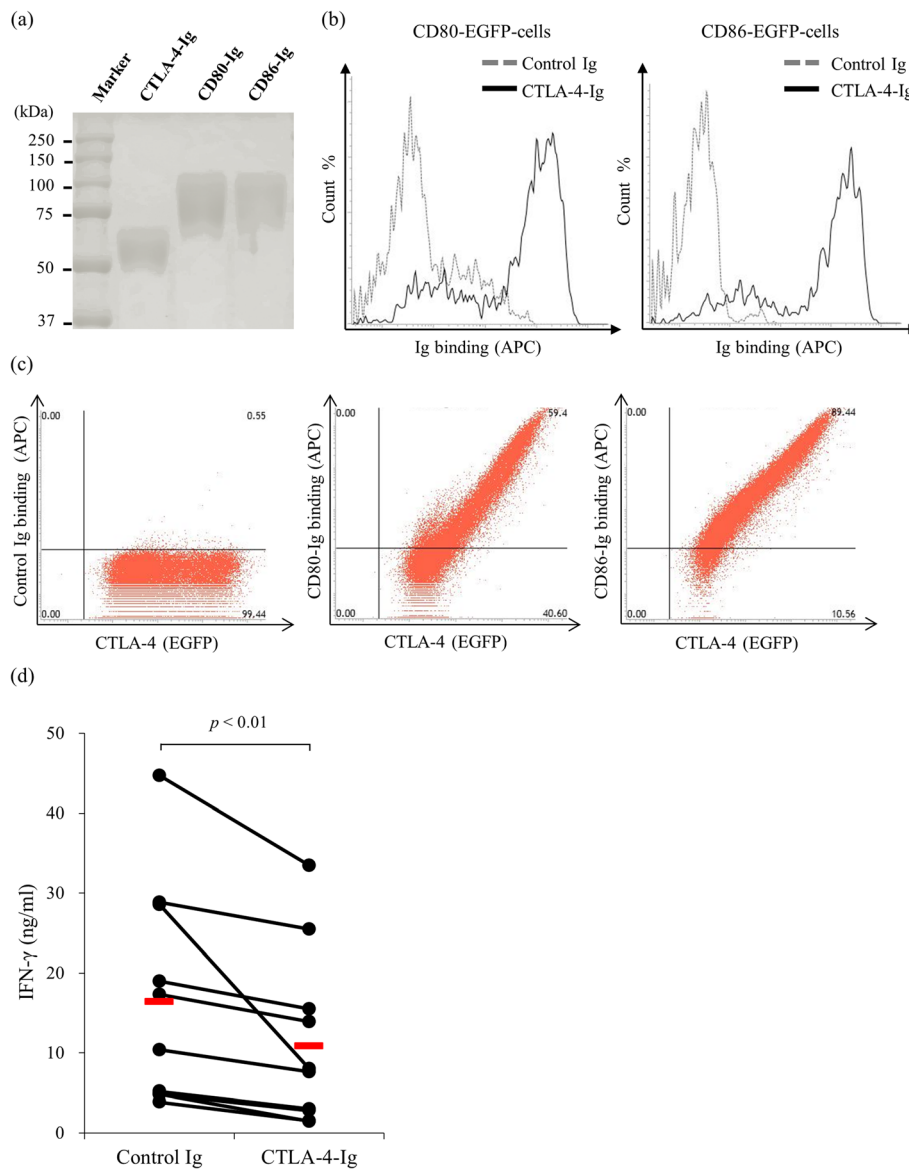 (a)
Marker
CTLA-4-Ig
CD80-Ig
CD86-Ig
(kDa)
250
150
100
75
50
37
(b)
CD80-EGFP-cells
Control Ig
CTLA-4-Ig
Count %
Ig binding (APC)
CD86-EGFP-cells
Control Ig
CTLA-4-Ig
Count %
Ig binding (APC)
(c)
0.00
0.55
Control Ig binding (APC)
0.00
99.44
CTLA-4 (EGFP)
0.00
59.4
CD80-Ig binding (APC)
0.00
40.60
CTLA-4 (EGFP)
0.00
89.44
CD86-Ig binding (APC)
0.00
10.56
CTLA-4 (EGFP)
(d)
p < 0.01
50
40
30
20
10
0
IFN-γ (ng/ml)
Control Ig
CTLA-4-Ig